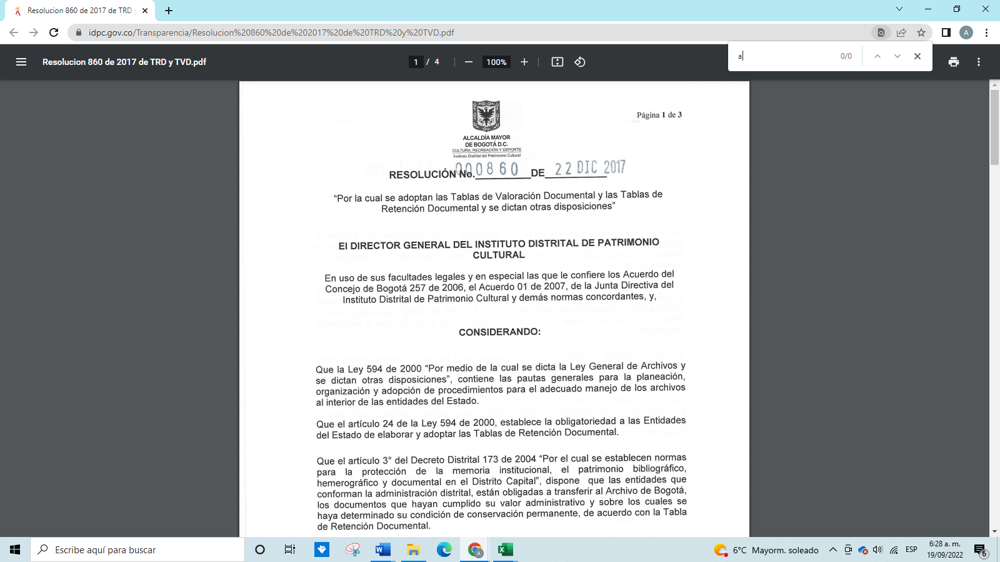 Resolucion 860 de 2017 de TRD y
idpc.gov.co/Transparencia/Resolucion%20860%20de%202017%20de%20TRD%20y%20TVD.pdf
A
Resolucion 860 de 2017 de TRD y TVD.pdf
1 / 4
100%
a
0/0
Página 1 de 3
ALCALDÍA MAYOR
DE BOGOTÁ D.C.
CULTURA, RECREACIÓN Y DEPORTE
Instituto Distrital del Patrimonio Cultural
RESOLUCIÓN No. 000860 DE 22 DIC 2017
“Por la cual se adoptan las Tablas de Valoración Documental y las Tablas de
Retención Documental y se dictan otras disposiciones”
El DIRECTOR GENERAL DEL INSTITUTO DISTRITAL DE PATRIMONIO
CULTURAL
En uso de sus facultades legales y en especial las que le confiere los Acuerdo del
Concejo de Bogotá 257 de 2006, el Acuerdo 01 de 2007, de la Junta Directiva del
Instituto Distrital de Patrimonio Cultural y demás normas concordantes, y,
CONSIDERANDO:
Que la Ley 594 de 2000 “Por medio de la cual se dicta la Ley General de Archivos y
se dictan otras disposiciones”, contiene las pautas generales para la planeación,
organización y adopción de procedimientos para el adecuado manejo de los archivos
al interior de las entidades del Estado.
Que el artículo 24 de la Ley 594 de 2000, establece la obligatoriedad a las Entidades
del Estado de elaborar y adoptar las Tablas de Retención Documental.
Que el artículo 3° del Decreto Distrital 173 de 2004 “Por el cual se establecen normas
para la protección de la memoria institucional, el patrimonio bibliográfico,
hemerográfico y documental en el Distrito Capital”, dispone que las entidades que
conforman la administración distrital, están obligadas a transferir al Archivo de Bogotá,
los documentos que hayan cumplido su valor administrativo y sobre los cuales se
haya determinado su condición de conservación permanente, de acuerdo con la Tabla
de Retención Documental.
Escribe aquí para buscar
6°C Mayorm. soleado
ESP
6:28 a. m.
19/09/2022
6